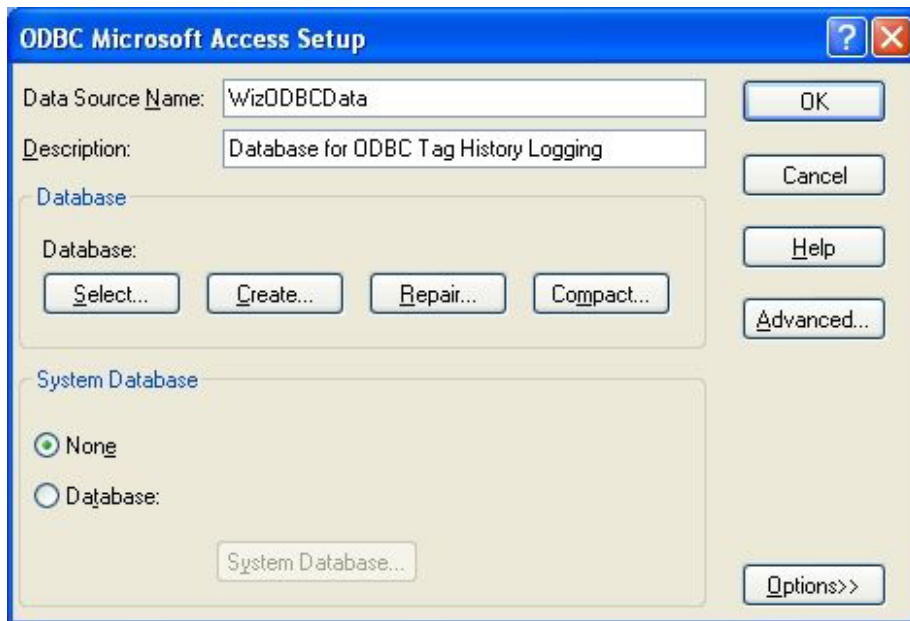 ODBC Microsoft Access Setup
Data Source Name: WizODBCData
OK
Description: Database for ODBC Tag History Logging
Cancel
Database
Database:
Help
Select... Create... Repair... Compact...
Advanced...
System Database
None
Database:
System Database...
Options>>